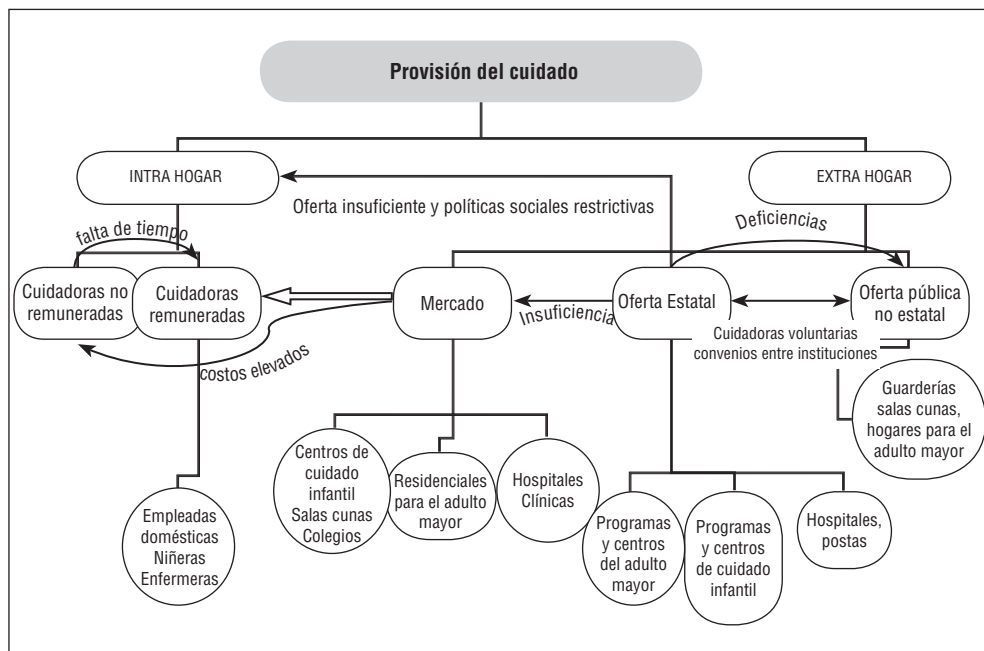 Provisión del cuidado
INTRA HOGAR
EXTRA HOGAR
Oferta insuficiente y políticas sociales restrictivas
falta de tiempo
Deficiencias
Cuidadoras no
remuneradas
Cuidadoras
remuneradas
Mercado
Insuficiencia
Oferta Estatal
Oferta pública
no estatal
Cuidadoras voluntarias
convenios entre instituciones
costos elevados
Guarderías
salas cunas,
hogares para el
adulto mayor
Centros de
cuidado
infantil
Salas cunas
Colegios
Residenciales
para el adulto
mayor
Hospitales
Clínicas
Empleadas
domésticas
Niñeras
Enfermeras
Programas
y centros
del adulto
mayor
Programas
y centros
de cuidado
infantil
Hospitales,
postas